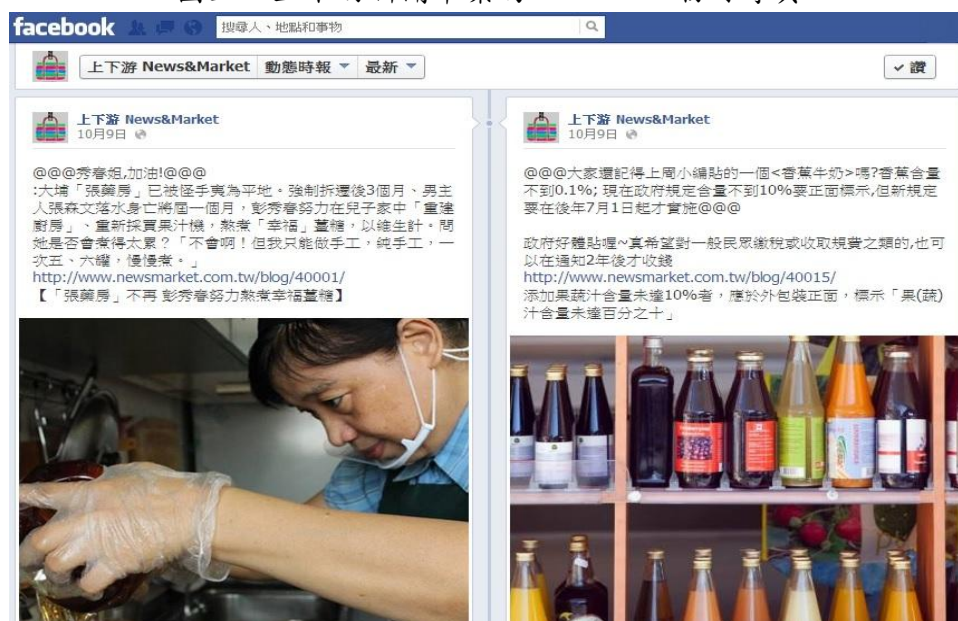 facebook
搜尋人、地點和事物
上下游 News&Market 動態時報 最新
讚
上下游 News&Market
10月9日
@@@秀春姐,加油!@@@
:大埔「張藥房」已被怪手夷為平地。強制拆遷後3個月、男主
人張森文落水身亡將屆一個月，彭秀春努力在兒子家中「重建
廚房」、重新採買果汁機，熬煮「幸福」薑糖，以維生計。問
她是否會煮得太累？「不會啊！但我只能做手工，純手工，一
次五、六罐，慢慢煮。」
http://www.newsmarket.com.tw/blog/40001/
【「張藥房」不再 彭秀春努力熬煮幸福薑糖】
上下游 News&Market
10月9日
@@@大家還記得上周小編貼的一個<香蕉牛奶>嗎?香蕉含量
不到0.1%; 現在政府規定含量不到10%要正面標示,但新規定
要在後年7月1日起才實施@@@
政府好體貼喔~真希望對一般民眾繳稅或收取規費之類的,也可
以在通知2年後才收錢
http://www.newsmarket.com.tw/blog/40015/
添加果蔬汁含量未達10%者，應於外包裝正面，標示「果(蔬)
汁含量未達百分之十」